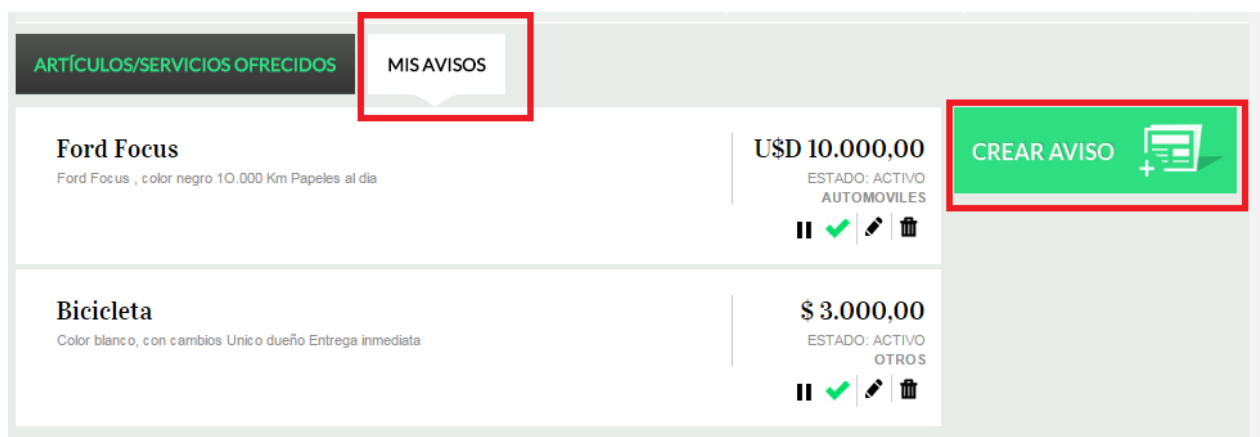 ARTÍCULOS/SERVICIOS OFRECIDOS
MIS AVISOS
Ford Focus
Ford Focus , color negro 10.000 Km Papeles al dia
U$D 10.000,00
ESTADO: ACTIVO
AUTOMOVILES
CREAR AVISO
Bicicleta
Color blanco, con cambios Unico dueño Entrega inmediata
$ 3.000,00
ESTADO: ACTIVO
OTROS